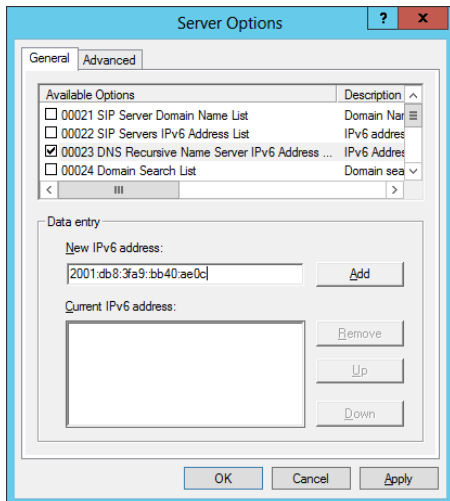 Server Options
? x
General Advanced
Available Options Description
00021 SIP Server Domain Name List Domain Nar
00022 SIP Servers IPv6 Address List IPv6 addres
00023 DNS Recursive Name Server IPv6 Address ... IPv6 Addres
00024 Domain Search List Domain sea
Data entry
New IPv6 address:
2001:db8:3fa9::bb40:ae0c
Add
Current IPv6 address:
Remove
Up
Down
OK Cancel Apply